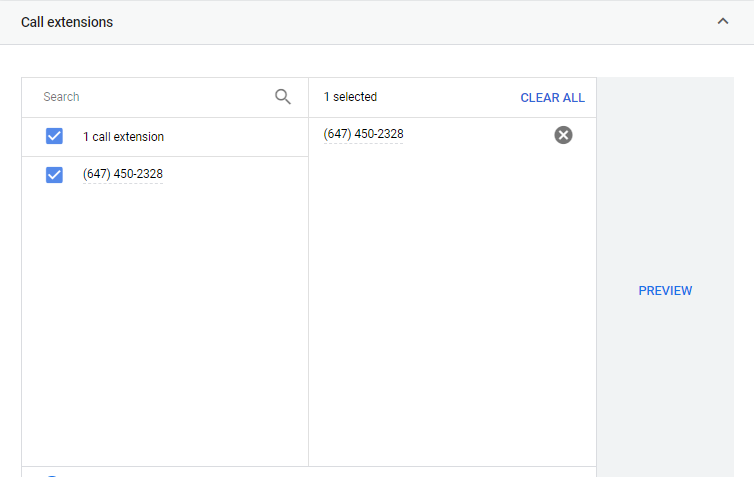 Call extensions
Search
1 selected
CLEAR ALL
1 call extension
(647) 450-2328
(647) 450-2328
PREVIEW